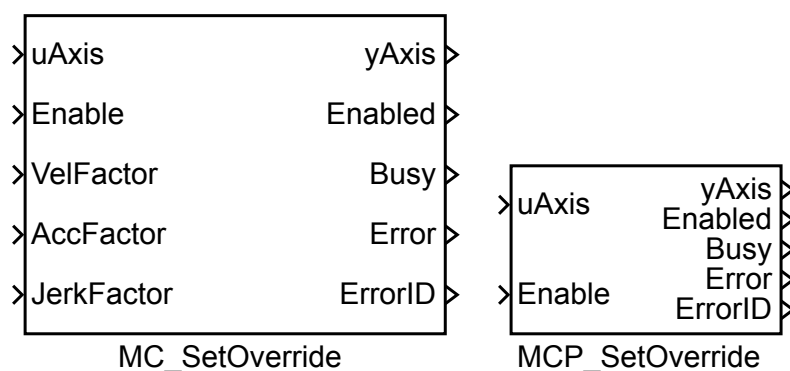 uAxis
yAxis
Enable
Enabled
VelFactor
Busy
AccFactor
Error
JerkFactor
ErrorID
MC_SetOverride
uAxis
Enable
yAxis
Enabled
Busy
Error
ErrorID
MCP_SetOverride